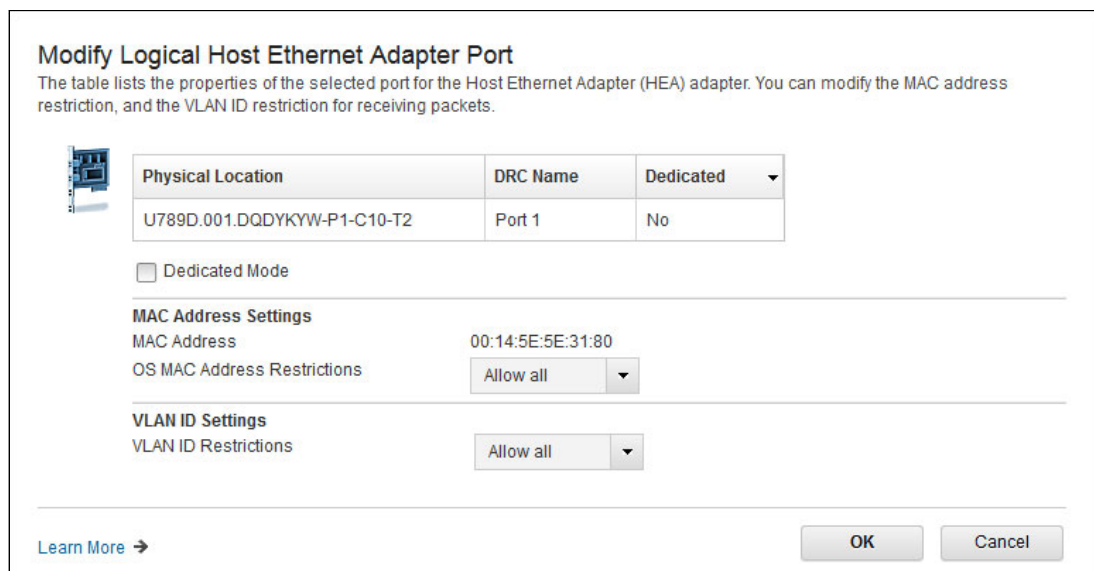 Modify Logical Host Ethernet Adapter Port
The table lists the properties of the selected port for the Host Ethernet Adapter (HEA) adapter. You can modify the MAC address
restriction, and the VLAN ID restriction for receiving packets.
Physical Location DRC Name Dedicated
U789D.001.DQDYKYW-P1-C10-T2 Port 1 No
Dedicated Mode
MAC Address Settings
MAC Address 00:14:5E:5E:31:80
OS MAC Address Restrictions Allow all
VLAN ID Settings
VLAN ID Restrictions Allow all
Learn More OK Cancel